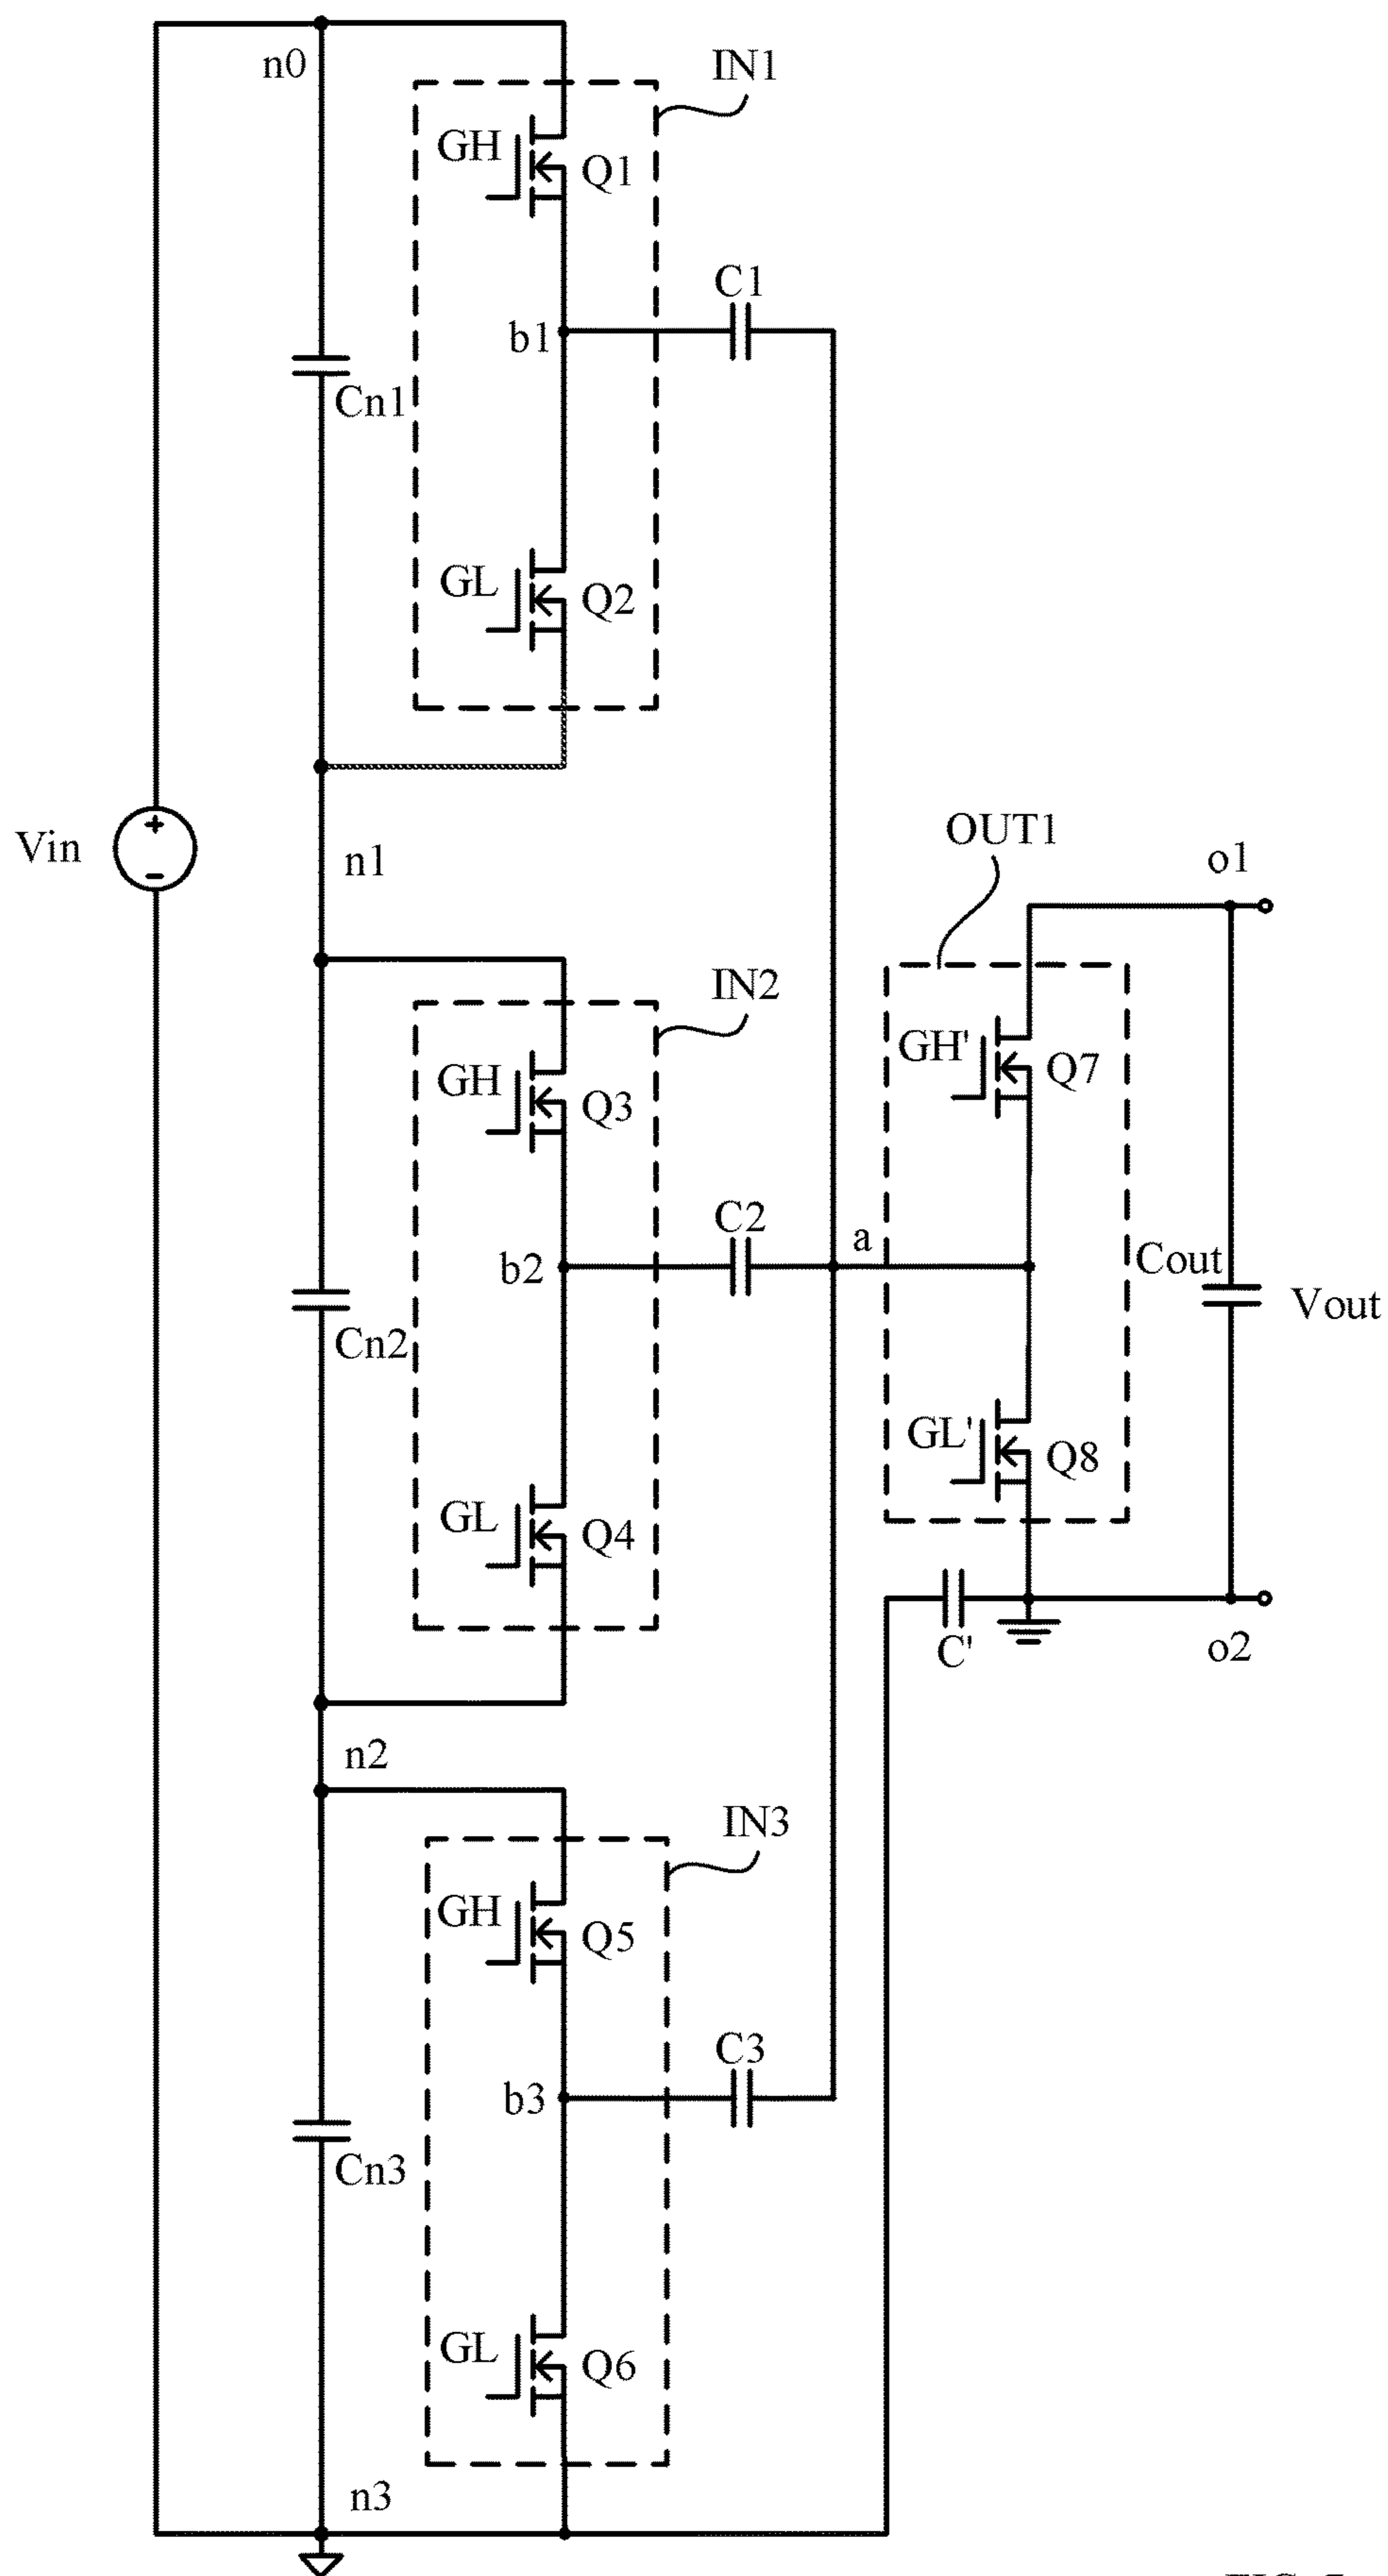 n0
IN1
GH
Q1
C1
b1
Cn1
GL
Q2
Vin
n1
OUT1
o1
IN2
GH
Q3
GH'
Q7
C2
a
b2
Cout
Vout
Cn2
GL
Q4
GL'
Q8
C'
o2
n2
IN3
GH
Q5
C3
b3
Cn3
GL
Q6
n3